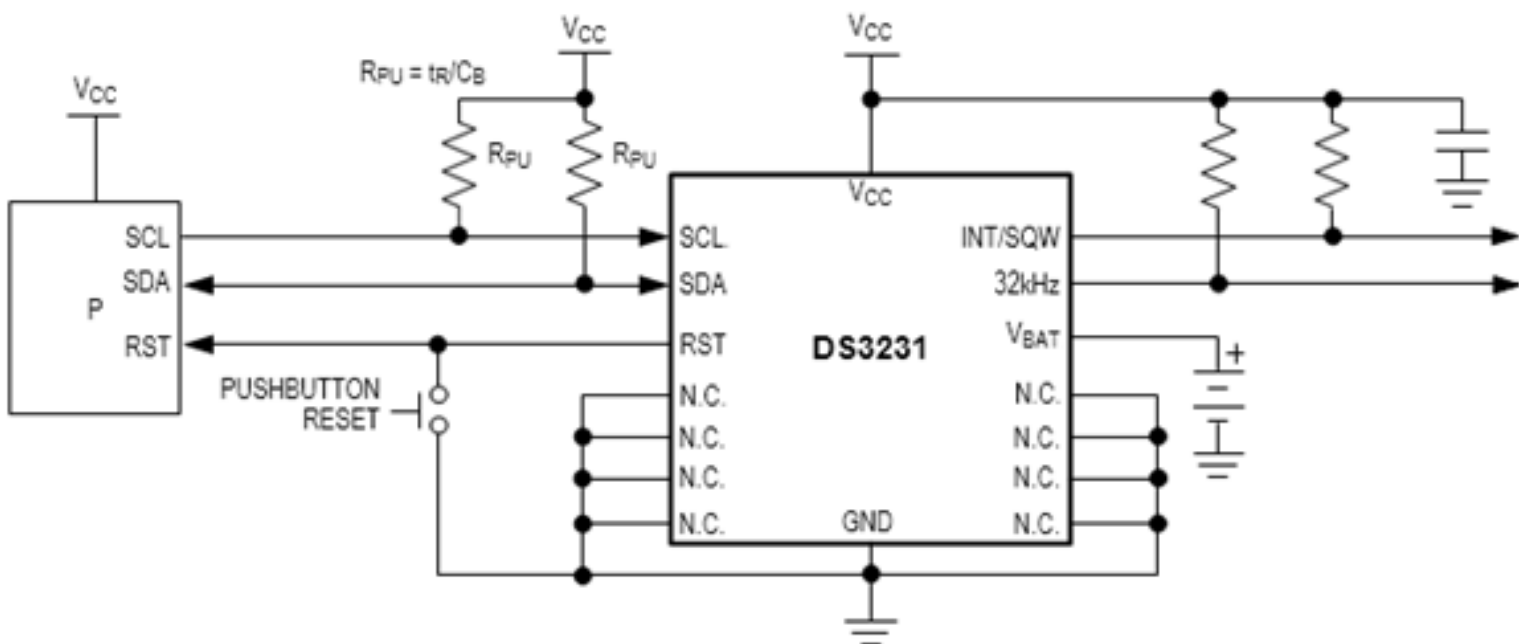 VCC
RPU = tR/CB
VCC
RPU
RPU
VCC
P
SCL
SDA
RST
PUSHBUTTON
RESET
VCC
SCL.
SDA
RST
N.C.
N.C.
N.C.
N.C.
DS3231
GND
INT/SQW
32kHz
VBAT
N.C.
N.C.
N.C.
N.C.
+